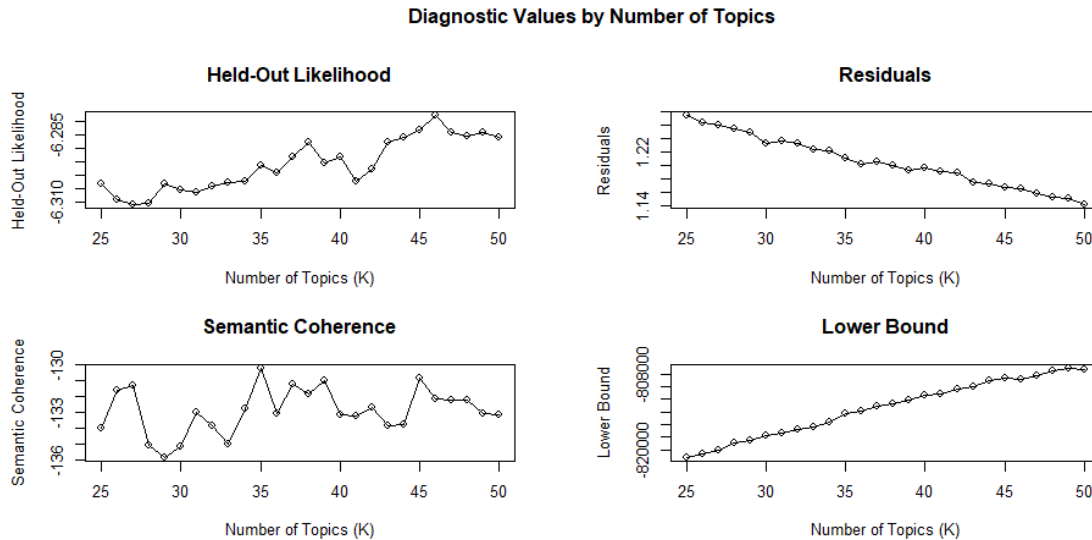 Diagnostic Values by Number of Topics
Held-Out Likelihood
Held-Out Likelihood
-6.285
-6.310
25 30 35 40 45 50
Number of Topics (K)
Residuals
Residuals
1.22
1.14
25 30 35 40 45 50
Number of Topics (K)
Semantic Coherence
Semantic Coherence
-130
-133
-136
25 30 35 40 45 50
Number of Topics (K)
Lower Bound
Lower Bound
-808000
-820000
25 30 35 40 45 50
Number of Topics (K)